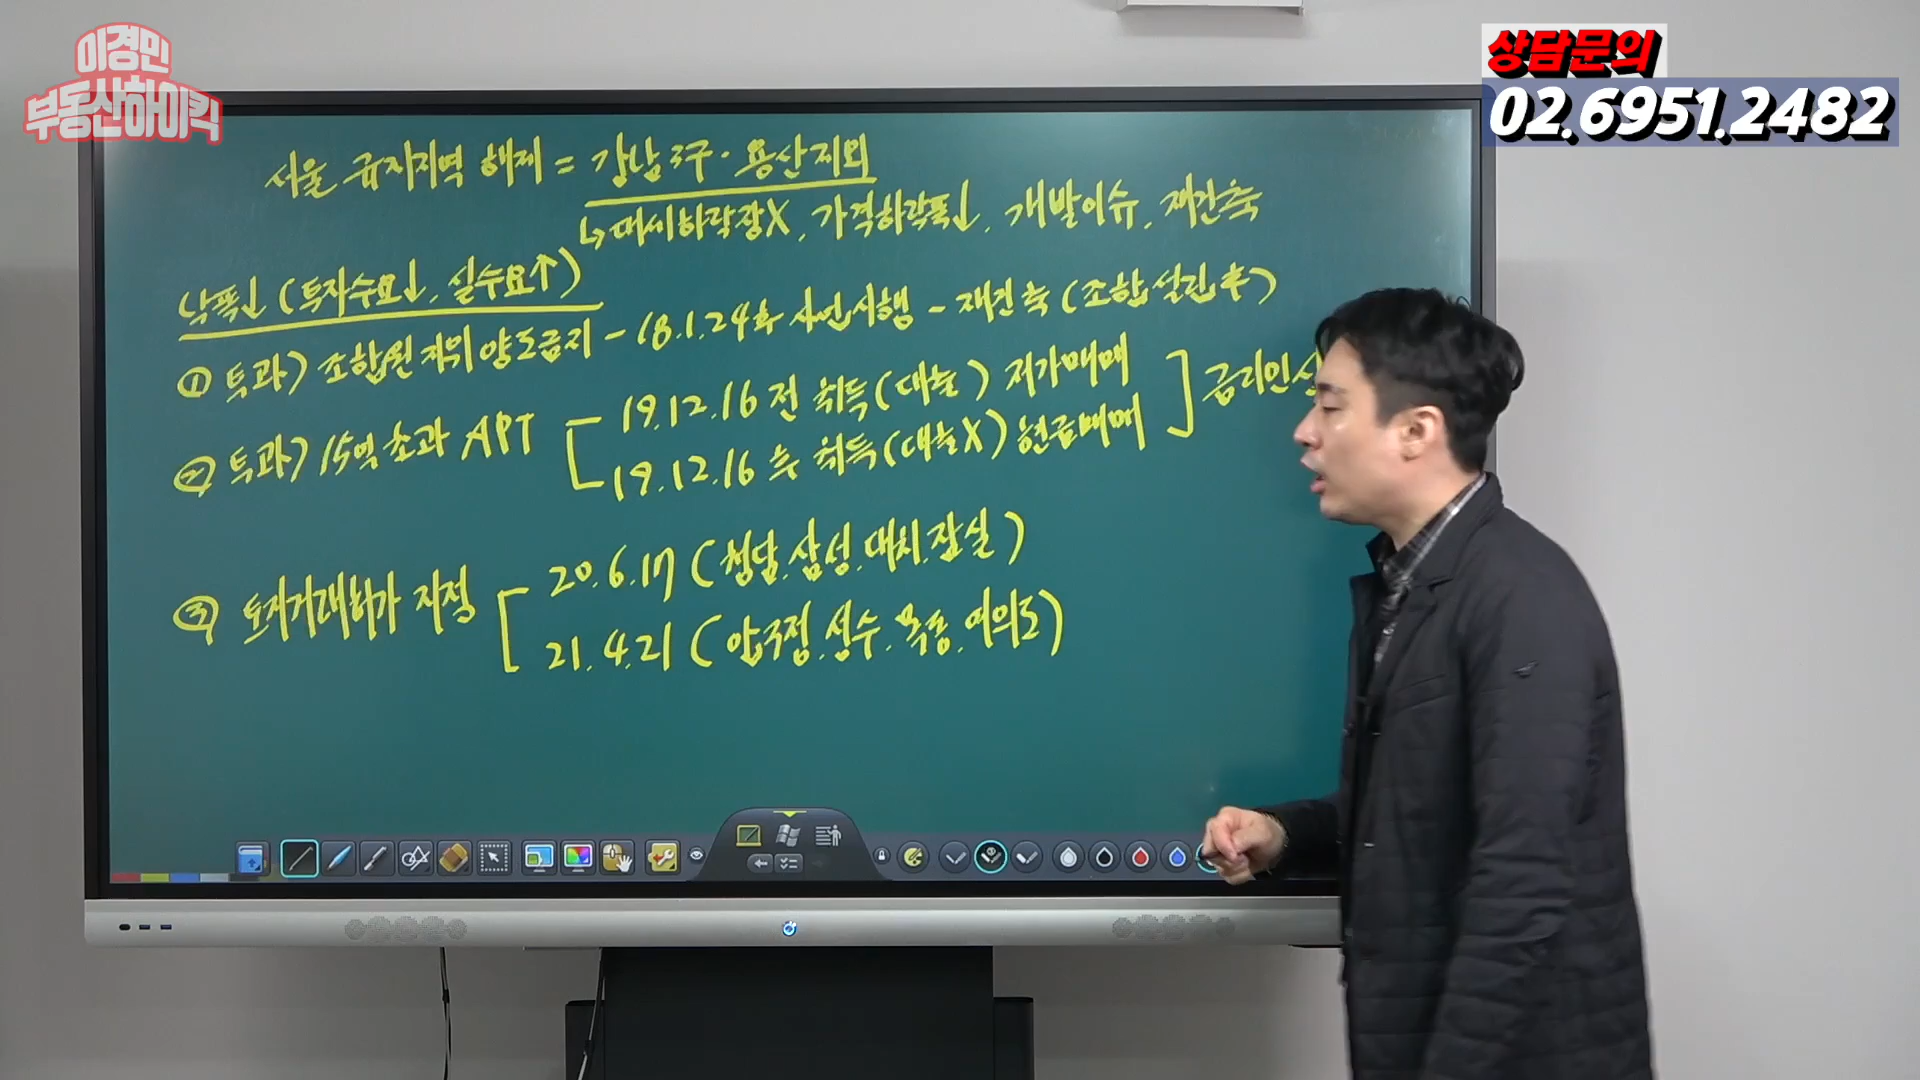 이경민
부동산하이킥
상담문의
02.6951.2482
서울 규제지역 해제 = 강남3구·용산제외
↳대세하락장X, 가격하락폭↓, 개발이슈, 재건축
낙폭↓ (투자수요↓, 실수요↑)
① 투과) 조합원 지위 양도금지 - 18.1.24후 사업시행 - 재건축 (조합설립후)
② 투과) 15억 초과 APT [ 19.12.16 전 취득(대출) 저가매매
19.12.16 후 취득(대출X) 현금매매 ] 금리인상
③ 토지거래허가 지정 [ 20.6.17 (청담.삼성.대치.잠실)
21.4.21 (압구정.성수.목동.여의도)